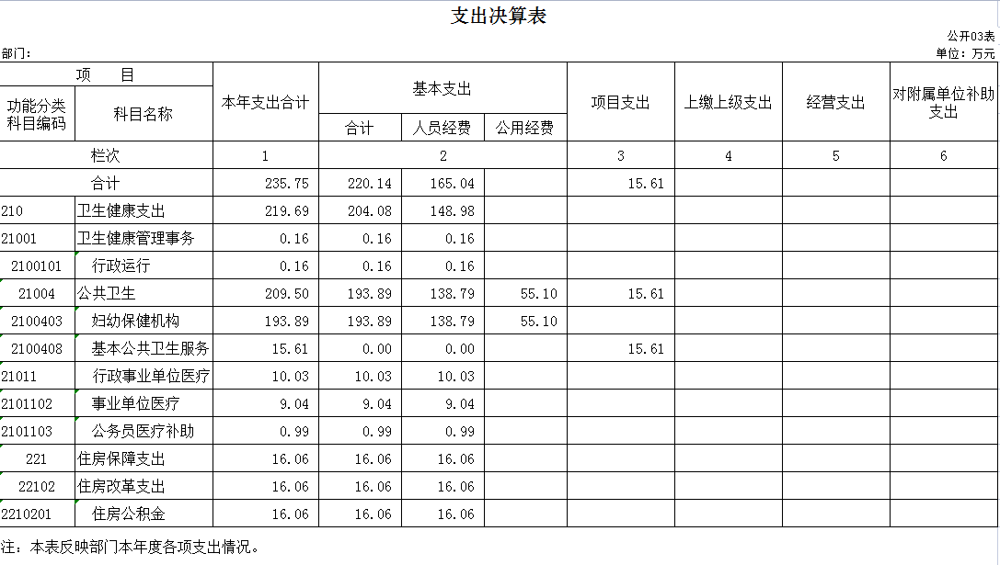 支出决算表
公开03表
部门： 单位：万元
项 目 本年支出合计 基本支出 项目支出 上缴上级支出 经营支出 对附属单位补助支出
功能分类科目编码 科目名称 合计 人员经费 公用经费
栏次 1 2 3 4 5 6
合计 235.75 220.14 165.04 15.61
210 卫生健康支出 219.69 204.08 148.98
21001 卫生健康管理事务 0.16 0.16 0.16
2100101 行政运行 0.16 0.16 0.16
21004 公共卫生 209.50 193.89 138.79 55.10 15.61
2100403 妇幼保健机构 193.89 193.89 138.79 55.10
2100408 基本公共卫生服务 15.61 0.00 0.00 15.61
21011 行政事业单位医疗 10.03 10.03 10.03
2101102 事业单位医疗 9.04 9.04 9.04
2101103 公务员医疗补助 0.99 0.99 0.99
221 住房保障支出 16.06 16.06 16.06
22102 住房改革支出 16.06 16.06 16.06
2210201 住房公积金 16.06 16.06 16.06
注：本表反映部门本年度各项支出情况。